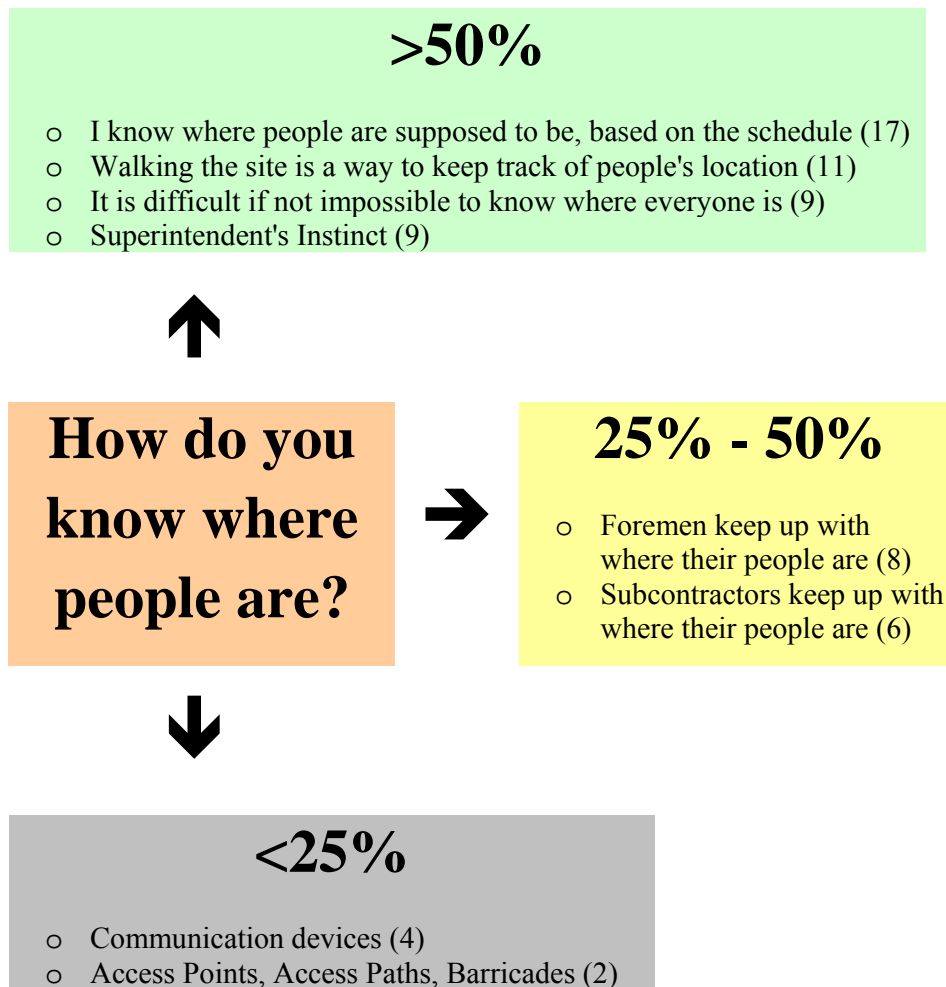 >50%
o I know where people are supposed to be, based on the schedule (17)
o Walking the site is a way to keep track of people's location (11)
o It is difficult if not impossible to know where everyone is (9)
o Superintendent's Instinct (9)
How do you
know where
people are?
25% - 50%
o Foremen keep up with
where their people are (8)
o Subcontractors keep up with
where their people are (6)
<25%
o Communication devices (4)
o Access Points, Access Paths, Barricades (2)